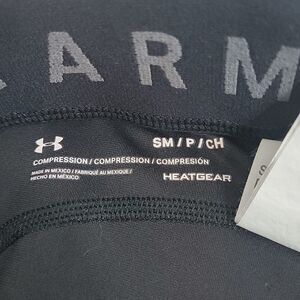 ARM
SM / P / CH
COMPRESSION / COMPRESSION / COMPRESIÓN
MADE IN MEXICO / FABRIQUÉ AU MEXIQUE /
HECHO EN MÉXICO
HEATGEAR